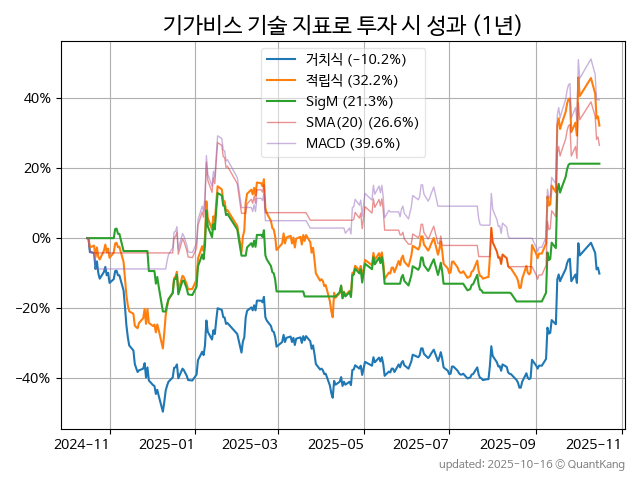 기가비스 기술 지표로 투자 시 성과 (1년)
거치식 (-10.2%)
적립식 (32.2%)
SigM (21.3%)
SMA(20) (26.6%)
MACD (39.6%)
40%
20%
0%
−20%
−40%
2024-11 2025-01 2025-03 2025-05 2025-07 2025-09 2025-11
updated: 2025-10-16 © QuantKang